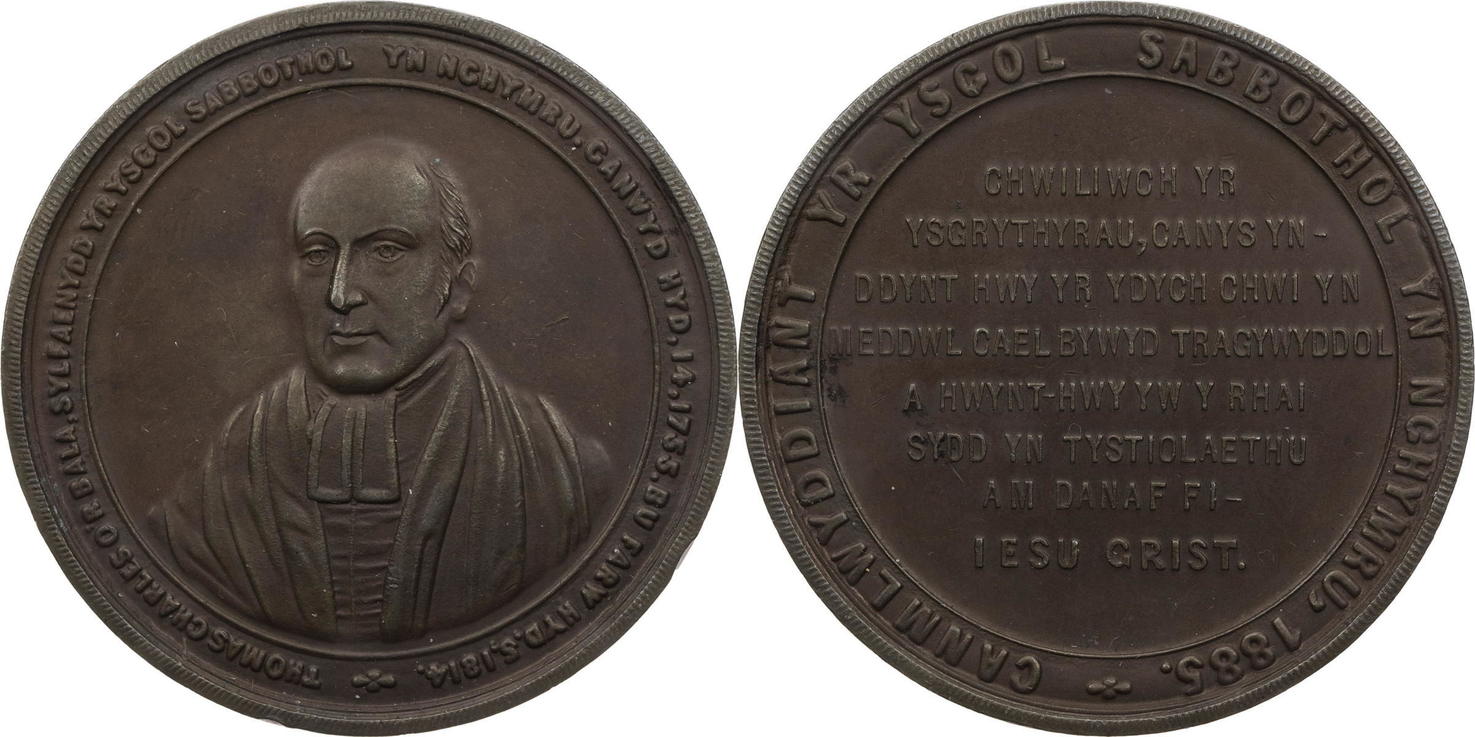 THOMAS CHARLES OR BALA, SYLFAENYDD YR YSGOL SABBOTHOL YN NGHYMRU, GANWYD HYD, 14, 1755. BU FARW HYD, 5, 1814.
CANMLWYDDIANT YR YSGOL SABBOTHOL YN NGHYMRU, 1885.
CHWILIWCH YR
YSGRYTHYRAU, CANYS YN-
DDYNT HWY YR YDYCH CHWI YN
MEDDWL CAEL BYWYD TRAGYWYDDOL
A HWYNT-HWY YW Y RHAI
SYDD YN TYSTIOLAETHU
AM DANAF FI-
IESU GRIST.